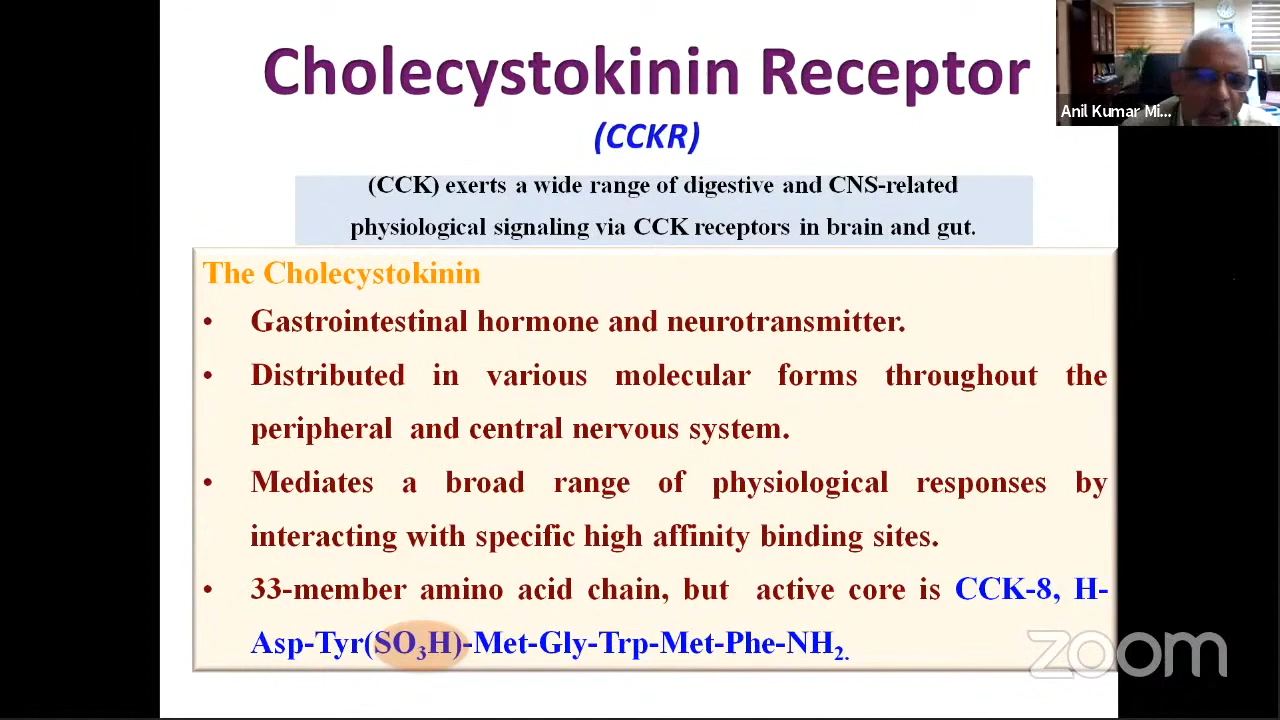 Cholecystokinin Receptor
(CCKR)
Anil Kumar Mi...
(CCK) exerts a wide range of digestive and CNS-related
physiological signaling via CCK receptors in brain and gut.
The Cholecystokinin
• Gastrointestinal hormone and neurotransmitter.
• Distributed in various molecular forms throughout the
peripheral and central nervous system.
• Mediates a broad range of physiological responses by
interacting with specific high affinity binding sites.
• 33-member amino acid chain, but active core is CCK-8, H-
Asp-Tyr(SO₃H)-Met-Gly-Trp-Met-Phe-NH₂.
zoom